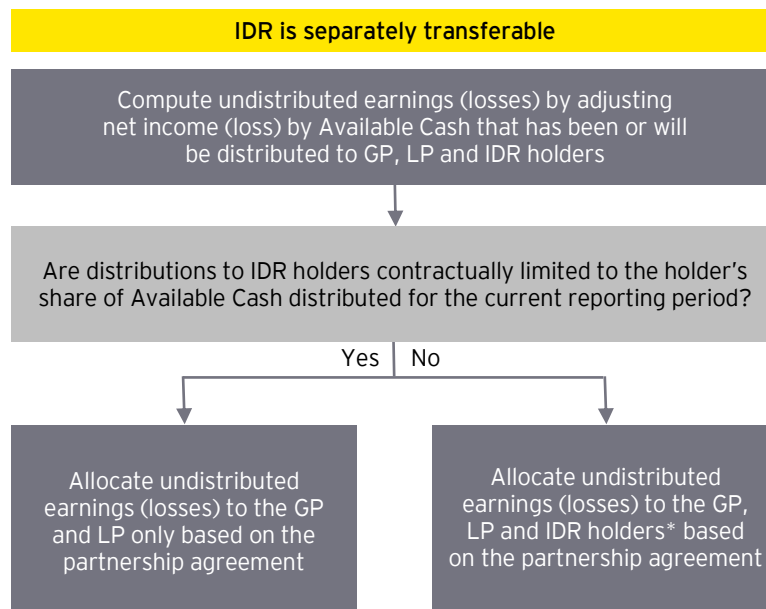 IDR is separately transferable
Compute undistributed earnings (losses) by adjusting
net income (loss) by Available Cash that has been or will
be distributed to GP, LP and IDR holders
Are distributions to IDR holders contractually limited to the holder's
share of Available Cash distributed for the current reporting period?
Yes
No
Allocate undistributed
earnings (losses) to the GP
and LP only based on the
partnership agreement
Allocate undistributed
earnings (losses) to the GP,
LP and IDR holders* based
on the partnership agreement